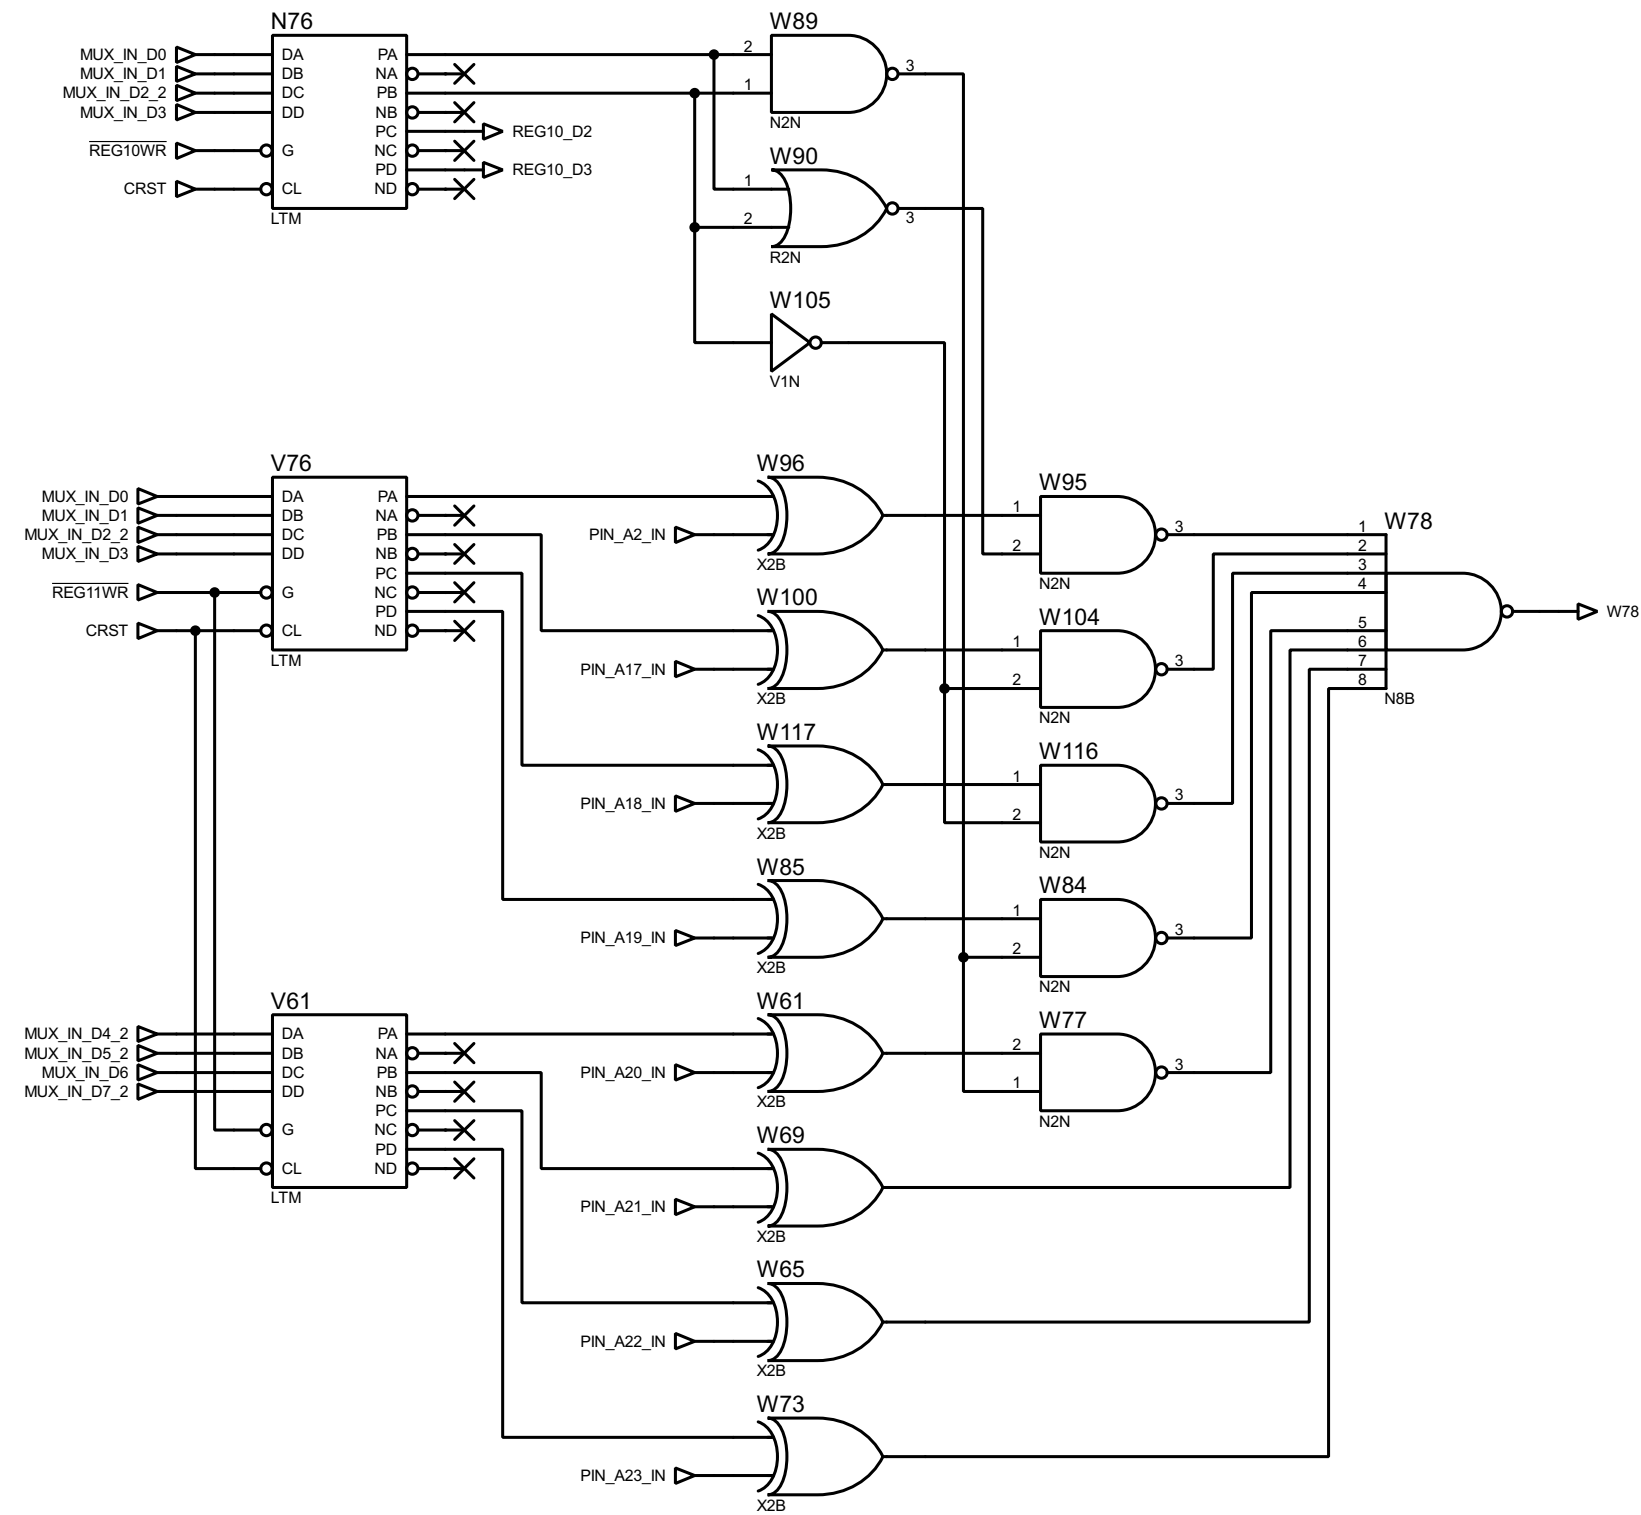 N76
MUX_IN_D0 DA PA
MUX_IN_D1 DB NA
MUX_IN_D2_2 DC PB
MUX_IN_D3 DD NB
PC REG10_D2
REG10WR G NC
PD REG10_D3
CRST CL ND
LTM
W89
2
1
3
N2N
W90
1
2
3
R2N
W105
V1N
V76
MUX_IN_D0 DA PA
MUX_IN_D1 DB NA
MUX_IN_D2_2 DC PB
MUX_IN_D3 DD NB
PC
REG11WR G NC
PD
CRST CL ND
LTM
W96
PIN_A2_IN
X2B
W95
1
2
3
N2N
W100
PIN_A17_IN
X2B
W104
1
2
3
N2N
W117
PIN_A18_IN
X2B
W116
1
2
3
N2N
W85
PIN_A19_IN
X2B
W84
1
2
3
N2N
W78
1
2
3
4
5
6
7
8
N8B
W78
V61
MUX_IN_D4_2 DA PA
MUX_IN_D5_2 DB NA
MUX_IN_D6 DC PB
MUX_IN_D7_2 DD NB
PC
G NC
PD
CL ND
LTM
W61
PIN_A20_IN
X2B
W77
2
1
3
N2N
W69
PIN_A21_IN
X2B
W65
PIN_A22_IN
X2B
W73
PIN_A23_IN
X2B